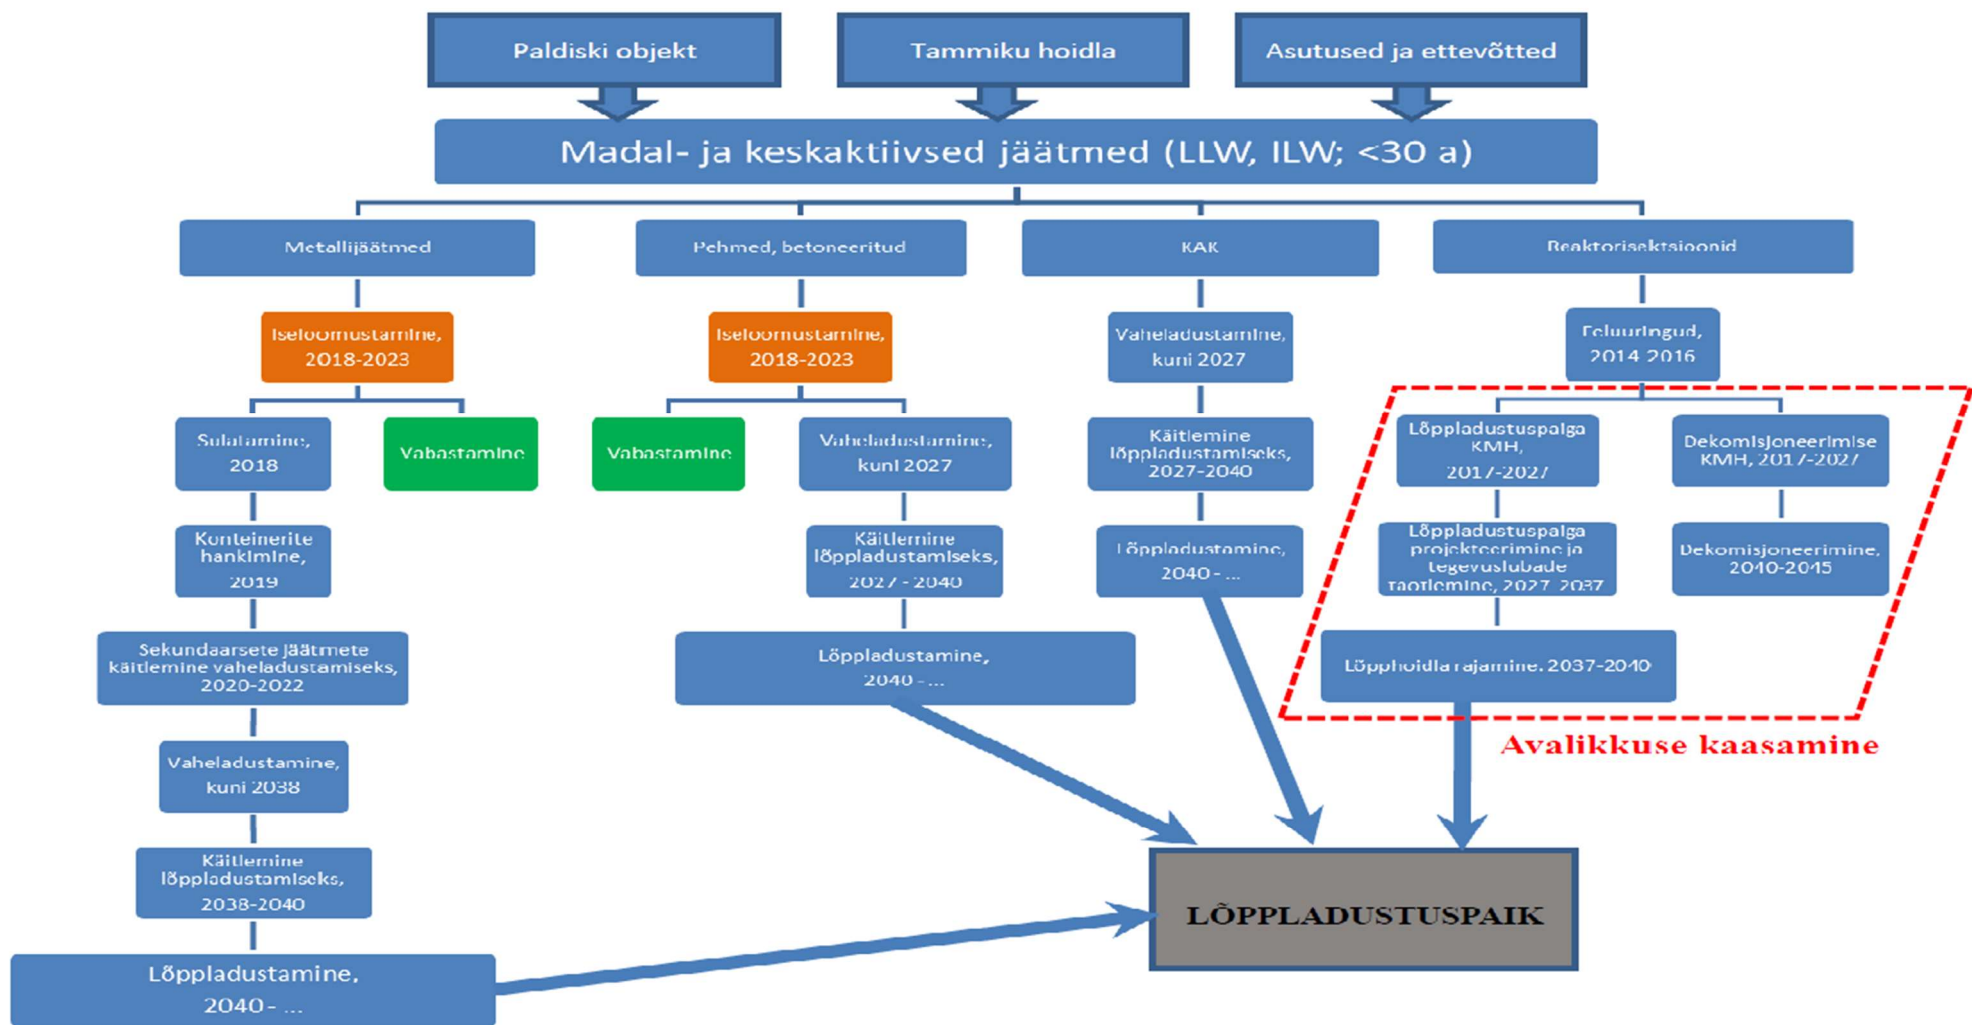 Paldiski objekt
Tammiku hoidla
Asutused ja ettevõtted
Madal- ja keskaktiivsed jäätmed (LLW, ILW; <30 a)
Metallijäätmed
Pehmed, betoneeritud
KAK
Reaktorisektsioonid
Iseloomustamine,
2018-2023
Iseloomustamine,
2018-2023
Vaheladustamine,
kuni 2027
Eeluuringud,
2014-2016
Sulatamine,
2018
Vabastamine
Vabastamine
Vaheladustamine,
kuni 2027
Käitlemine
lõppladustamiseks,
2027-2040
Lõppladustuspaiga
KMH,
2017-2027
Dekomisjoneerimise
KMH, 2017-2027
Konteinerite
hankimine,
2019
Käitlemine
lõppladustamiseks,
2027 - 2040
Lõppladustamine,
2040 - ...
Lõppladustuspaiga
projekteerimine ja
tegevuslubade
taotlemine, 2027-2037
Dekomisjoneerimine,
2040-2045
Sekundaarsete jäätmete
käitlemine vaheladustamiseks,
2020-2022
Lõppladustamine,
2040 - ...
Lõpphoidla rajamine. 2037-2040
Avalikkuse kaasamine
Vaheladustamine,
kuni 2038
Käitlemine
lõppladustamiseks,
2038-2040
LÕPPLADUSTUSPAIK
Lõppladustamine,
2040 - ...